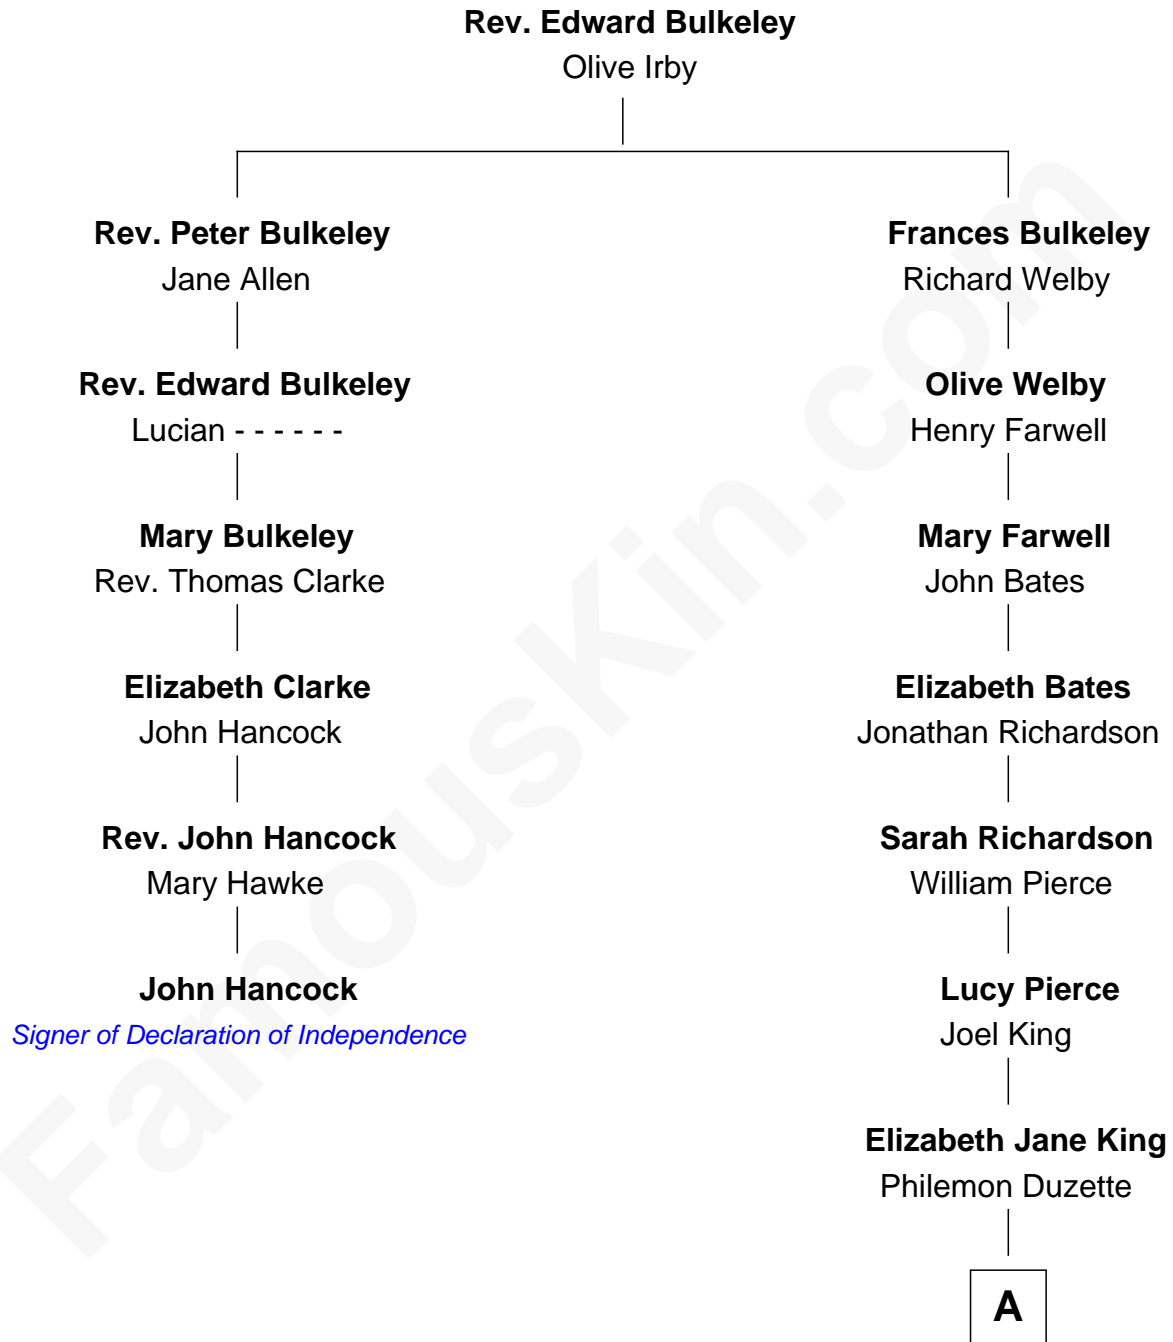 Rev. Edward Bulkeley
Olive Irby
Rev. Peter Bulkeley
Jane Allen
Rev. Edward Bulkeley
Lucian - - - - - -
Mary Bulkeley
Rev. Thomas Clarke
Elizabeth Clarke
John Hancock
Rev. John Hancock
Mary Hawke
John Hancock
Signer of Declaration of Independence
Frances Bulkeley
Richard Welby
Olive Welby
Henry Farwell
Mary Farwell
John Bates
Elizabeth Bates
Jonathan Richardson
Sarah Richardson
William Pierce
Lucy Pierce
Joel King
Elizabeth Jane King
Philemon Duzette
A
FamousKin.com